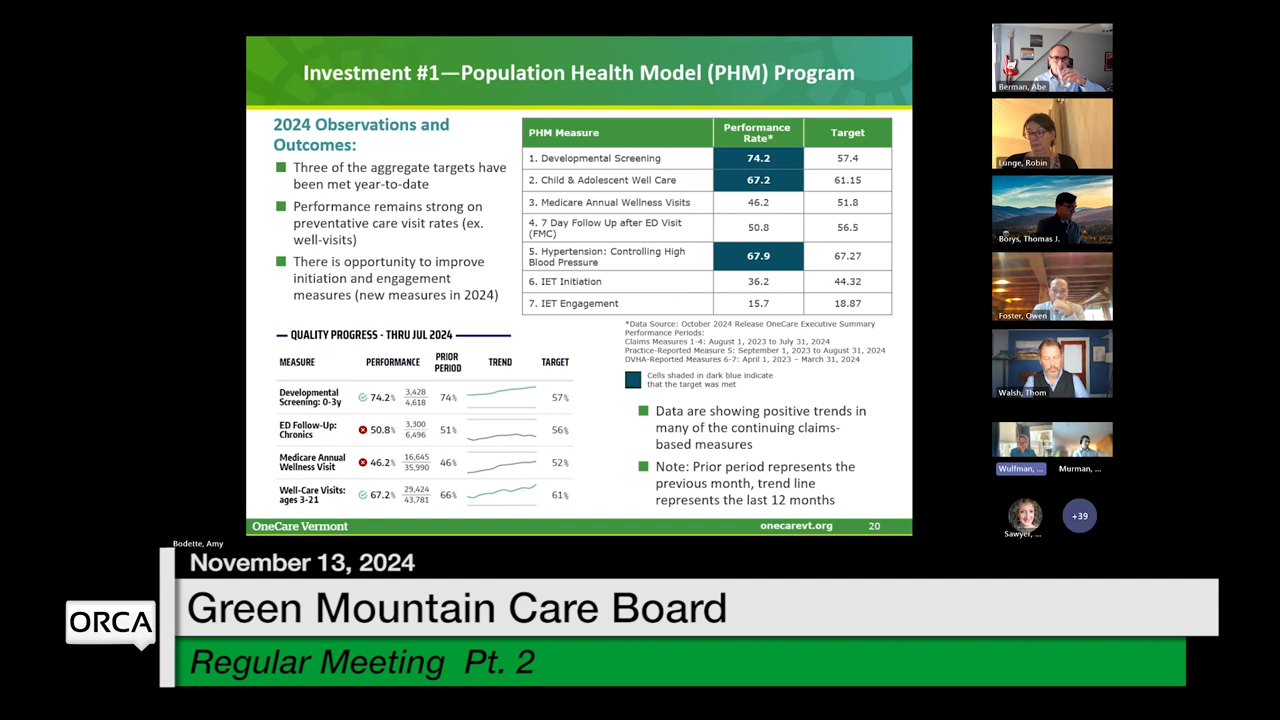 Investment #1—Population Health Model (PHM) Program
2024 Observations and
Outcomes:
Three of the aggregate targets have
been met year-to-date
Performance remains strong on
preventative care visit rates (ex.
well-visits)
There is opportunity to improve
initiation and engagement
measures (new measures in 2024)
PHM Measure Performance Rate* Target
1. Developmental Screening 74.2 57.4
2. Child & Adolescent Well Care 67.2 61.15
3. Medicare Annual Wellness Visits 46.2 51.8
4. 7 Day Follow Up after ED Visit
(FMC) 50.8 56.5
5. Hypertension: Controlling High
Blood Pressure 67.9 67.27
6. IET Initiation 36.2 44.32
7. IET Engagement 15.7 18.87
*Data Source: October 2024 Release OneCare Executive Summary
Performance Periods:
Claims Measures 1-4: August 1, 2023 to July 31, 2024
Practice-Reported Measure 5: September 1, 2023 to August 31, 2024
DVHA-Reported Measures 6-7: April 1, 2023 – March 31, 2024
Cells shaded in dark blue indicate
that the target was met
QUALITY PROGRESS - THRU JUL 2024
MEASURE PERFORMANCE PRIOR PERIOD TREND TARGET
Developmental
Screening: 0-3y 74.2% 3,428 4,618 74% 57%
ED Follow-Up:
Chronics 50.8% 3,300 6,496 51% 56%
Medicare Annual
Wellness Visit 46.2% 16,645 35,990 46% 52%
Well-Care Visits:
ages 3-21 67.2% 29,424 43,781 66% 61%
Data are showing positive trends in
many of the continuing claims-
based measures
Note: Prior period represents the
previous month, trend line
represents the last 12 months
OneCare Vermont onecarevt.org 20
Berman, Abe
Lunge, Robin
Borys, Thomas J.
Foster, Owen
Walsh, Thom
Wulfman, ... Murman, ...
Sawyer, ... +39
Bodette, Amy
November 13, 2024
ORCA
Green Mountain Care Board
Regular Meeting Pt. 2